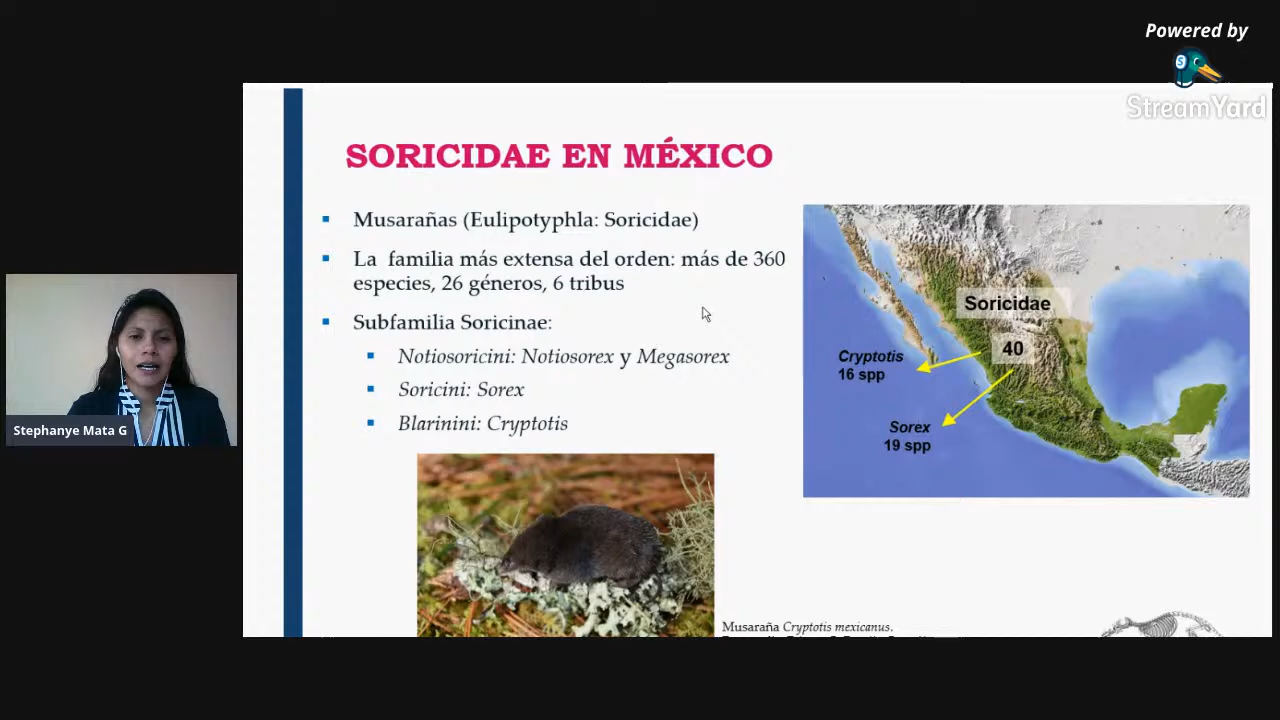 Powered by
StreamYard
SORICIDAE EN MÉXICO
Musarañas (Eulipotyphla: Soricidae)
La familia más extensa del orden: más de 360
especies, 26 géneros, 6 tribus
Subfamilia Soricinae:
Notiosoricini: Notiosorex y Megasorex
Soricini: Sorex
Blarinini: Cryptotis
Soricidae
40
Cryptotis
16 spp
Sorex
19 spp
Stephanye Mata G
Musaraña Cryptotis mexicanus.